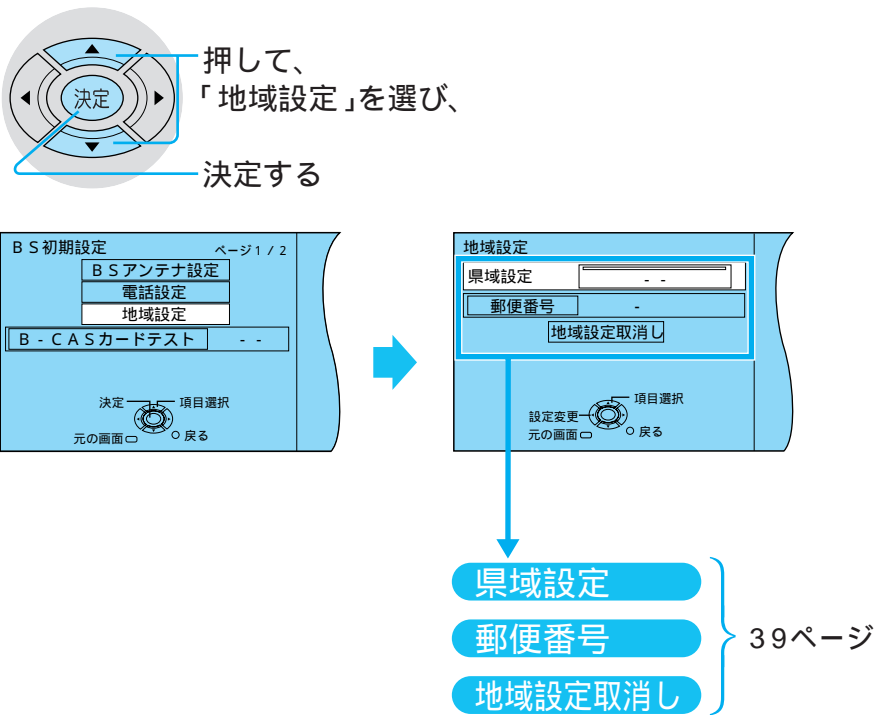 押して、
決定
「地域設定」を選び、
決定する
BS初期設定 ページ1/2
BSアンテナ設定
電話設定
地域設定
B-CASカードテスト --
決定 項目選択
元の画面 戻る
地域設定
県域設定 --
郵便番号 -
地域設定取消し
項目選択
設定変更
元の画面 戻る
県域設定
郵便番号
地域設定取消し
39ページ